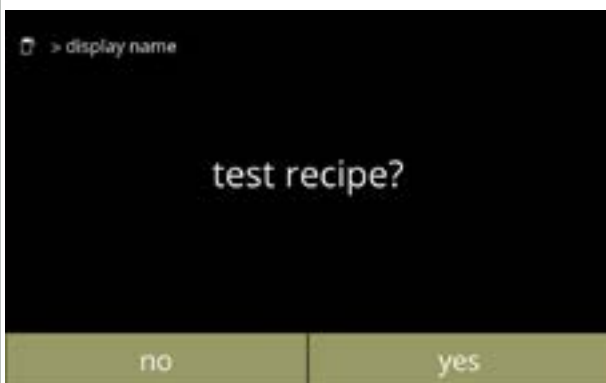 > display name
test recipe?
no yes